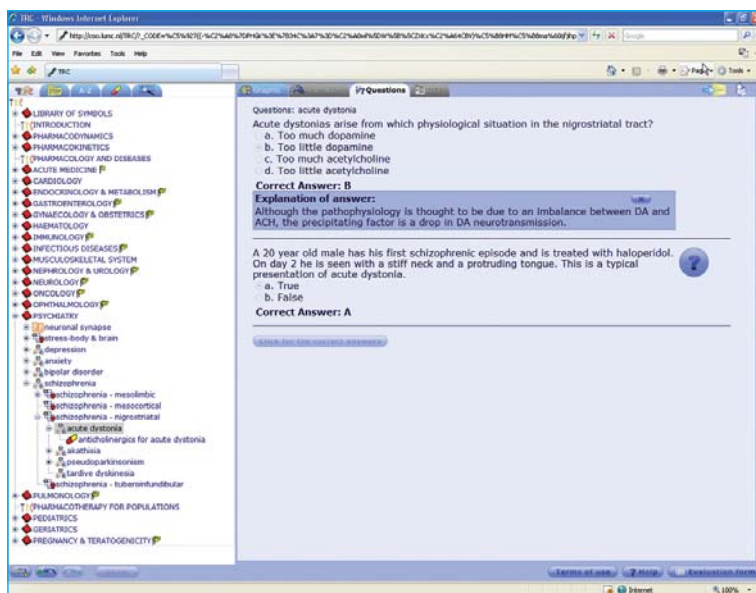 TRC - Windows Internet Explorer
File Edit View Favorites Tools Help
TRC
Page Tools
A-Z
Graphs
Questions
TRC
LIBRARY OF SYMBOLS
INTRODUCTION
PHARMACODYNAMICS
PHARMACOKINETICS
PHARMACOLOGY AND DISEASES
ACUTE MEDICINE
CARDIOLOGY
ENDOCRINOLOGY & METABOLISM
GASTROENTEROLOGY
GYNAECOLOGY & OBSTETRICS
HAEMATOLOGY
IMMUNOLOGY
INFECTIOUS DISEASES
MUSCULOSKELETAL SYSTEM
NEPHROLOGY & UROLOGY
NEUROLOGY
ONCOLOGY
OPHTHALMOLOGY
PSYCHIATRY
neuronal synapse
stress-body & brain
depression
anxiety
bipolar disorder
schizophrenia
schizophrenia - mesolimbic
schizophrenia - mesocortical
schizophrenia - nigrostriatal
acute dystonia
anticholinergics for acute dystonia
akathisia
pseudoparkinsonism
tardive dyskinesia
schizophrenia - tuberoinfundibular
PULMONOLOGY
PHARMACOTHERAPY FOR POPULATIONS
PEDIATRICS
GERIATRICS
PREGNANCY & TERATOGENICITY
Questions: acute dystonia
Acute dystonias arise from which physiological situation in the nigrostriatal tract?
a. Too much dopamine
b. Too little dopamine
c. Too much acetylcholine
d. Too little acetylcholine
Correct Answer: B
Explanation of answer:
Although the pathophysiology is thought to be due to an imbalance between DA and
ACH, the precipitating factor is a drop in DA neurotransmission.
A 20 year old male has his first schizophrenic episode and is treated with haloperidol.
On day 2 he is seen with a stiff neck and a protruding tongue. This is a typical
presentation of acute dystonia.
a. True
b. False
Correct Answer: A
?
Click for the correct answers
Terms of use ? Help Evaluation form
Internet 100%